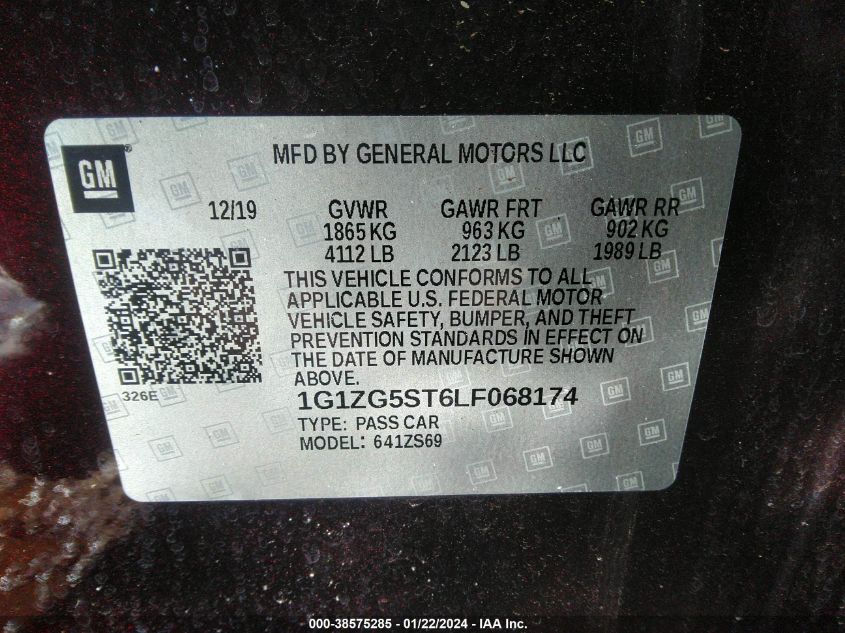 GM
MFD BY GENERAL MOTORS LLC
12/19 GVWR GAWR FRT GAWR RR
1865 KG 963 KG 902 KG
4112 LB 2123 LB 1989 LB
THIS VEHICLE CONFORMS TO ALL
APPLICABLE U.S. FEDERAL MOTOR
VEHICLE SAFETY, BUMPER, AND THEFT
PREVENTION STANDARDS IN EFFECT ON
THE DATE OF MANUFACTURE SHOWN
ABOVE.
326E
1G1ZG5ST6LF068174
TYPE: PASS CAR
MODEL: 641ZS69
000-38575285 - 01/22/2024 - IAA Inc.